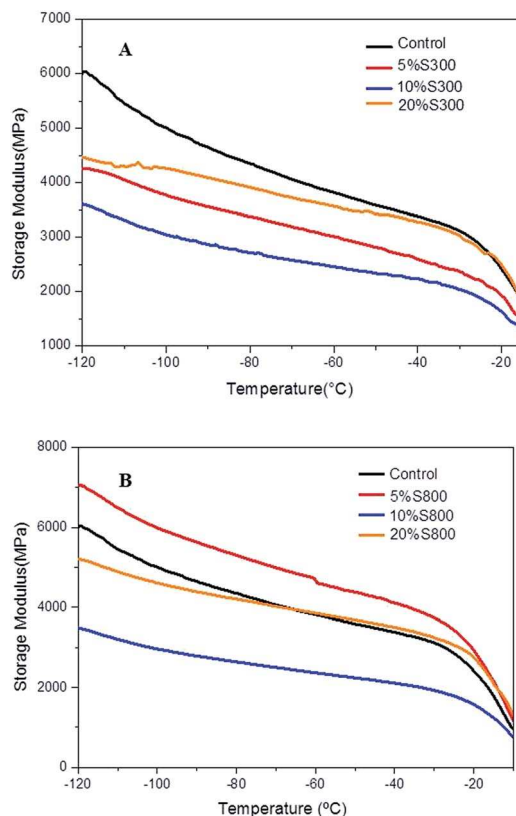 7000
A
Control
5%S300
10%S300
20%S300
6000
5000
4000
3000
2000
1000
Storage Modulus(MPa)
-120 -100 -80 -60 -40 -20
Temperature(°C)
8000
B
Control
5%S800
10%S800
20%S800
6000
4000
2000
0
Storage Modulus(MPa)
-120 -100 -80 -60 -40 -20
Temperature (ºC)